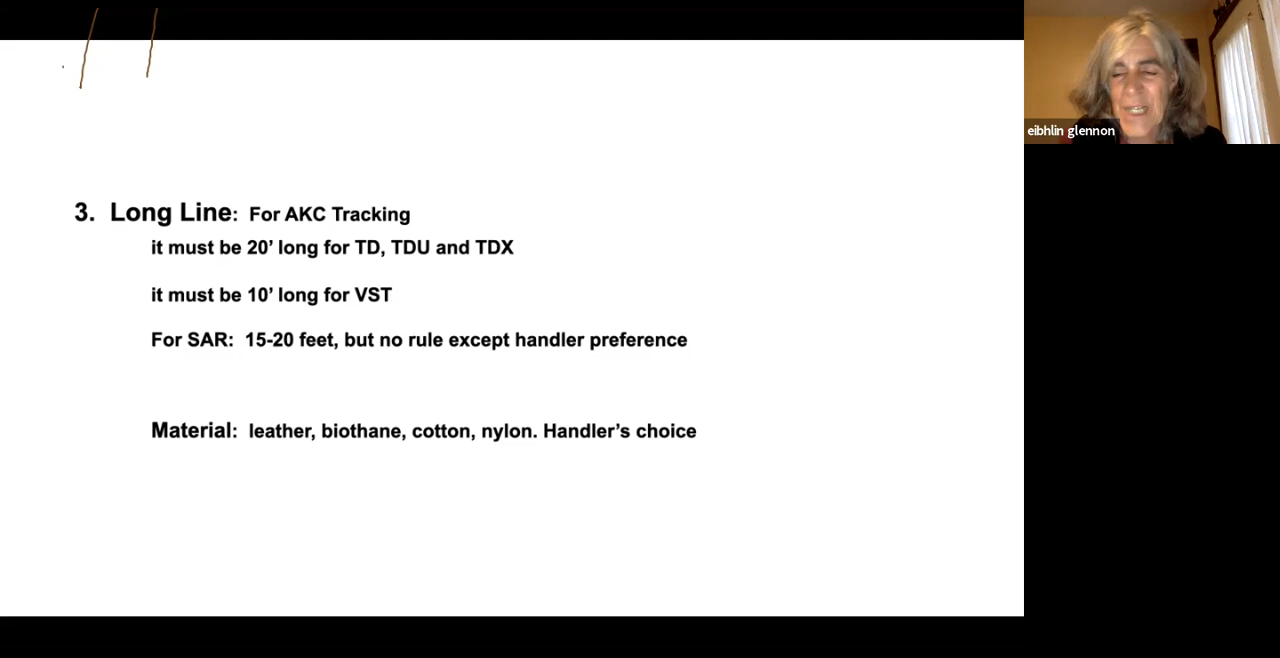 3. Long Line: For AKC Tracking
it must be 20’ long for TD, TDU and TDX
it must be 10’ long for VST
For SAR: 15-20 feet, but no rule except handler preference
Material: leather, biothane, cotton, nylon. Handler’s choice
eibhlin glennon